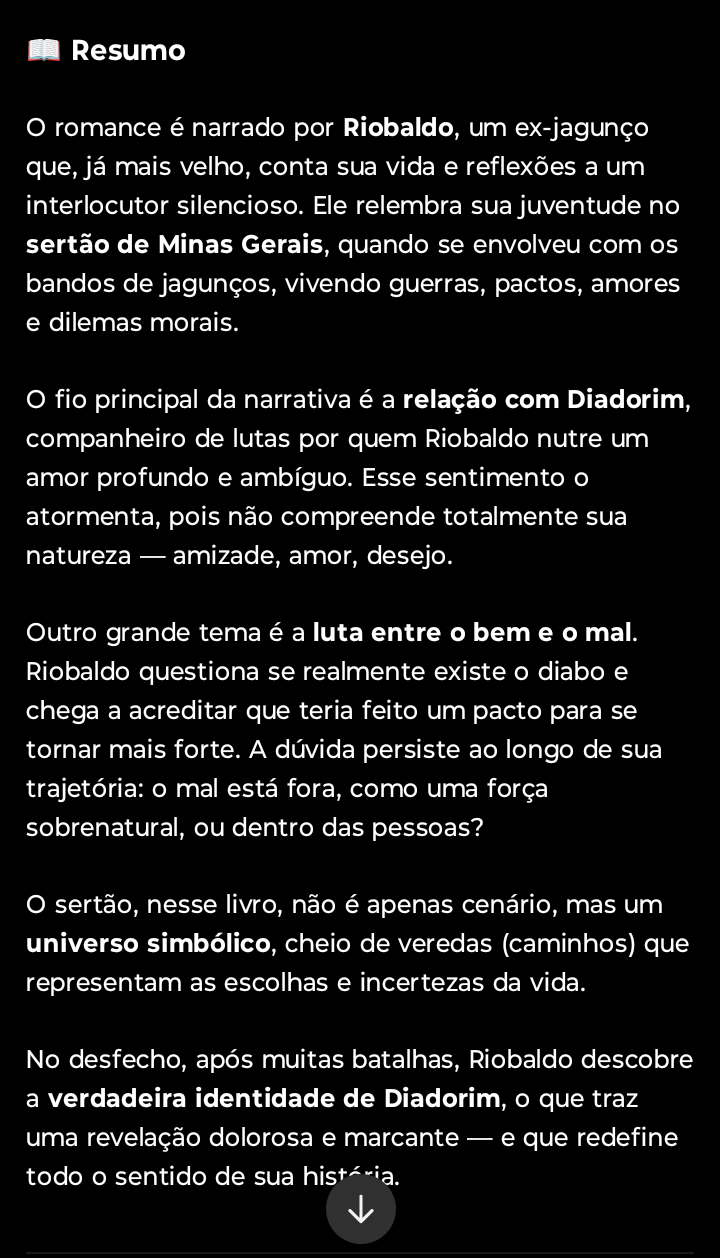 📖 Resumo
O romance é narrado por Riobaldo, um ex-jagunço
que, já mais velho, conta sua vida e reflexões a um
interlocutor silencioso. Ele relembra sua juventude no
sertão de Minas Gerais, quando se envolveu com os
bandos de jagunços, vivendo guerras, pactos, amores
e dilemas morais.
O fio principal da narrativa é a relação com Diadorim,
companheiro de lutas por quem Riobaldo nutre um
amor profundo e ambíguo. Esse sentimento o
atormenta, pois não compreende totalmente sua
natureza — amizade, amor, desejo.
Outro grande tema é a luta entre o bem e o mal.
Riobaldo questiona se realmente existe o diabo e
chega a acreditar que teria feito um pacto para se
tornar mais forte. A dúvida persiste ao longo de sua
trajetória: o mal está fora, como uma força
sobrenatural, ou dentro das pessoas?
O sertão, nesse livro, não é apenas cenário, mas um
universo simbólico, cheio de veredas (caminhos) que
representam as escolhas e incertezas da vida.
No desfecho, após muitas batalhas, Riobaldo descobre
a verdadeira identidade de Diadorim, o que traz
uma revelação dolorosa e marcante — e que redefine
todo o sentido de sua história.